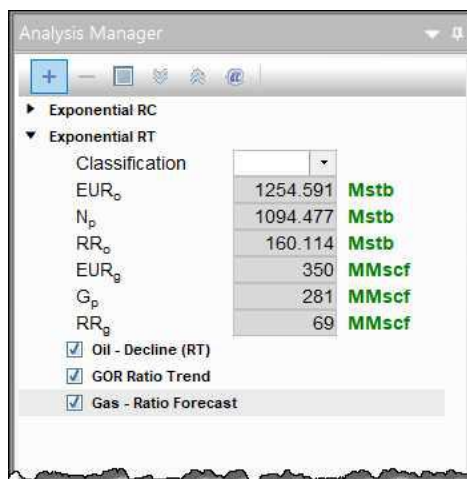 Analysis Manager
Exponential RC
Exponential RT
Classification
EURo 1254.591 Mstb
Np 1094.477 Mstb
RRo 160.114 Mstb
EURg 350 MMscf
Gp 281 MMscf
RRg 69 MMscf
Oil - Decline (RT)
GOR Ratio Trend
Gas - Ratio Forecast